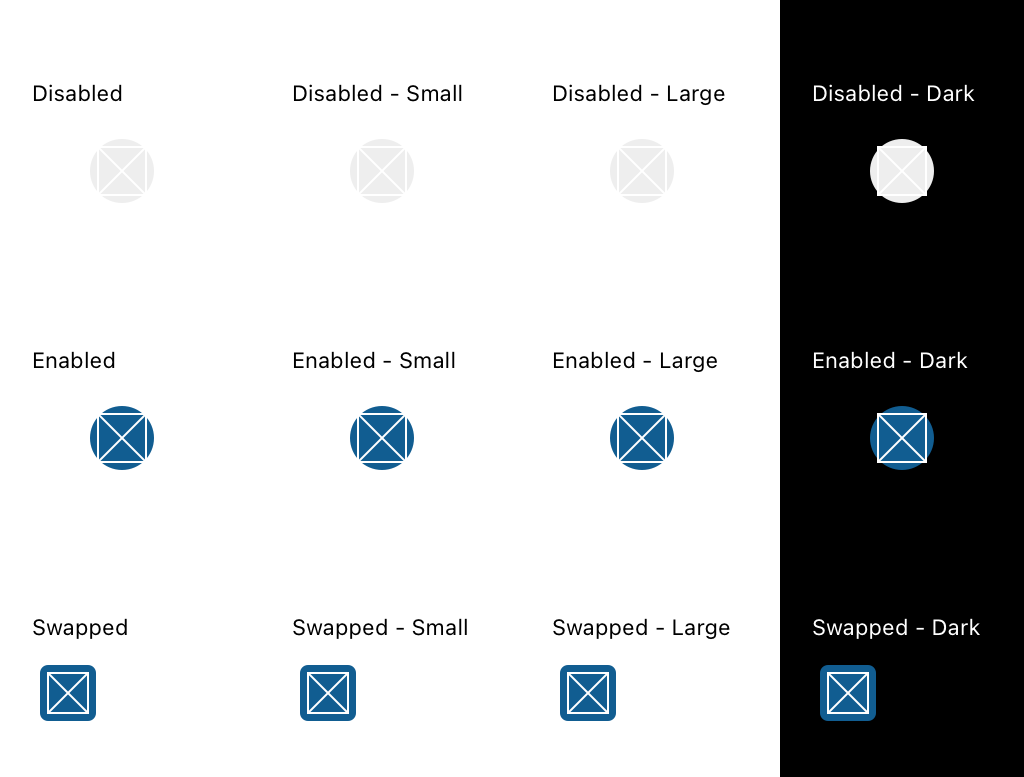 Disabled
Disabled - Small
Disabled - Large
Disabled - Dark
Enabled
Enabled - Small
Enabled - Large
Enabled - Dark
Swapped
Swapped - Small
Swapped - Large
Swapped - Dark